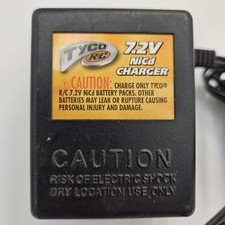 TYCO R/C
7.2V
NiCd
CHARGER
CAUTION: CHARGE ONLY TYCO®
R/C 7.2V NiCd BATTERY PACKS. OTHER
BATTERIES MAY LEAK OR RUPTURE CAUSING
PERSONAL INJURY AND DAMAGE.
CAUTION
RISK OF ELECTRIC SHOCK
DRY LOCATION USE ONLY